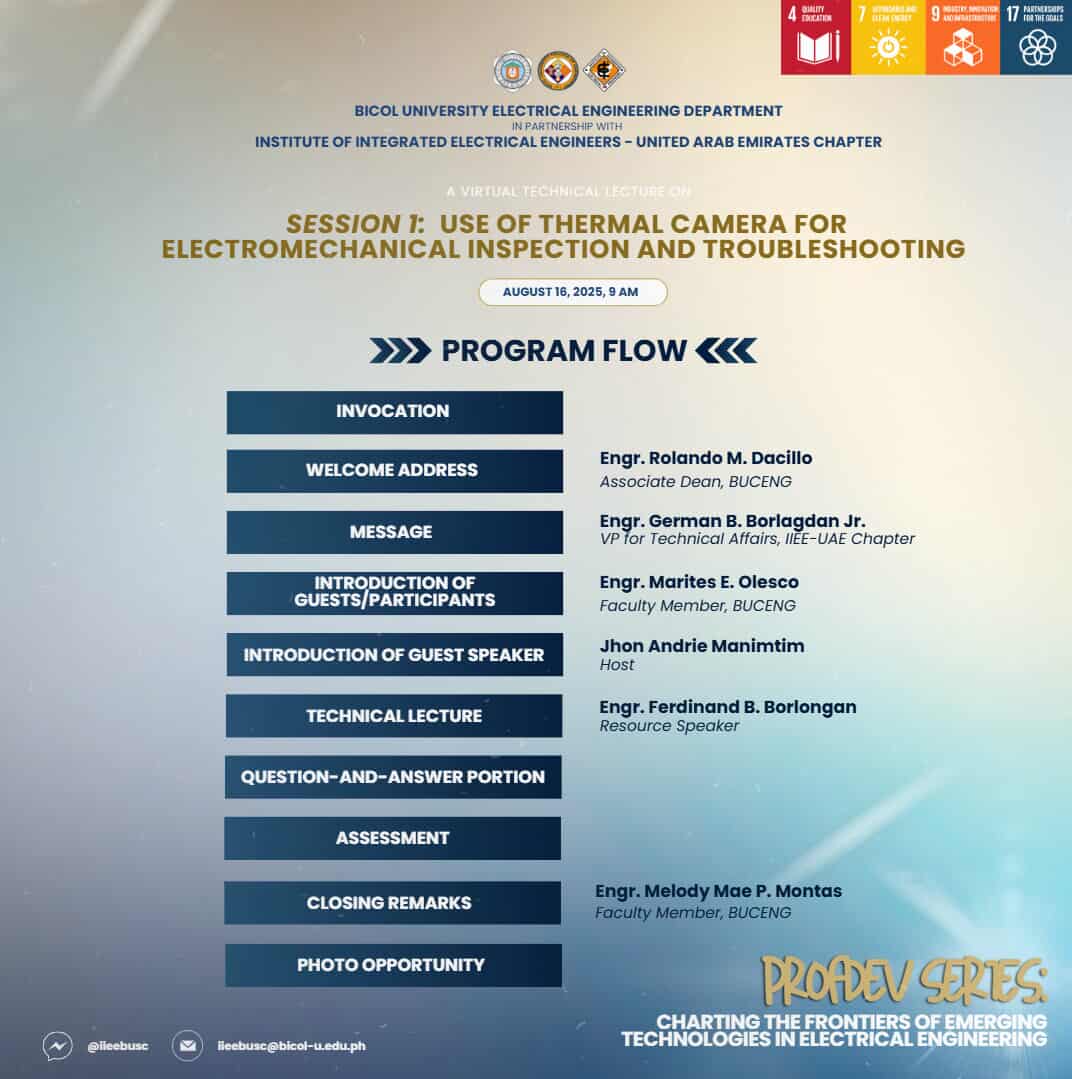 4 QUALITY EDUCATION
7 AFFORDABLE AND CLEAN ENERGY
9 INDUSTRY, INNOVATION AND INFRASTRUCTURE
17 PARTNERSHIPS FOR THE GOALS
BICOL UNIVERSITY ELECTRICAL ENGINEERING DEPARTMENT
IN PARTNERSHIP WITH
INSTITUTE OF INTEGRATED ELECTRICAL ENGINEERS - UNITED ARAB EMIRATES CHAPTER
A VIRTUAL TECHNICAL LECTURE ON
SESSION 1: USE OF THERMAL CAMERA FOR
ELECTROMECHANICAL INSPECTION AND TROUBLESHOOTING
AUGUST 16, 2025, 9 AM
PROGRAM FLOW
INVOCATION
WELCOME ADDRESS
Engr. Rolando M. Dacillo
Associate Dean, BUCENG
MESSAGE
Engr. German B. Borlagdan Jr.
VP for Technical Affairs, IIEE-UAE Chapter
INTRODUCTION OF
GUESTS/PARTICIPANTS
Engr. Marites E. Olesco
Faculty Member, BUCENG
INTRODUCTION OF GUEST SPEAKER
Jhon Andrie Manimtim
Host
TECHNICAL LECTURE
Engr. Ferdinand B. Borlongan
Resource Speaker
QUESTION-AND-ANSWER PORTION
ASSESSMENT
CLOSING REMARKS
Engr. Melody Mae P. Montas
Faculty Member, BUCENG
PHOTO OPPORTUNITY
PROFDEV SERIES:
CHARTING THE FRONTIERS OF EMERGING
TECHNOLOGIES IN ELECTRICAL ENGINEERING
@iieebusc
iieebusc@bicol-u.edu.ph